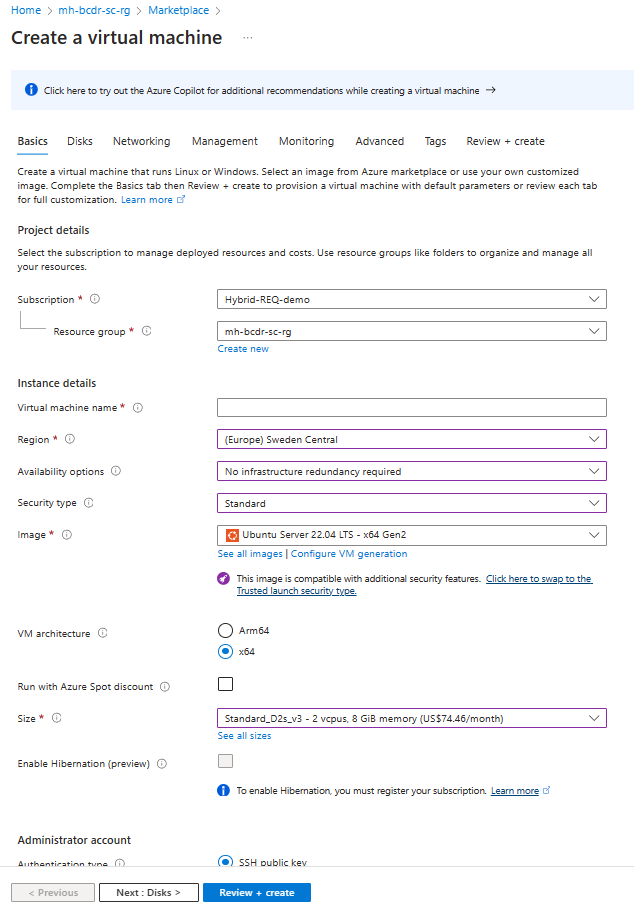 Home > mh-bcdr-sc-rg > Marketplace >
Create a virtual machine ...
Click here to try out the Azure Copilot for additional recommendations while creating a virtual machine →
Basics Disks Networking Management Monitoring Advanced Tags Review + create
Create a virtual machine that runs Linux or Windows. Select an image from Azure marketplace or use your own customized
image. Complete the Basics tab then Review + create to provision a virtual machine with default parameters or review each tab
for full customization. Learn more
Project details
Select the subscription to manage deployed resources and costs. Use resource groups like folders to organize and manage all
your resources.
Subscription * Hybrid-REQ-demo
Resource group * mh-bcdr-sc-rg
Create new
Instance details
Virtual machine name *
Region * (Europe) Sweden Central
Availability options No infrastructure redundancy required
Security type Standard
Image * Ubuntu Server 22.04 LTS - x64 Gen2
See all images | Configure VM generation
This image is compatible with additional security features. Click here to swap to the
Trusted launch security type.
VM architecture Arm64
x64
Run with Azure Spot discount
Size * Standard_D2s_v3 - 2 vcpus, 8 GiB memory (US$74.46/month)
See all sizes
Enable Hibernation (preview)
To enable Hibernation, you must register your subscription. Learn more
Administrator account
Authentication type SSH public key
< Previous Next : Disks > Review + create